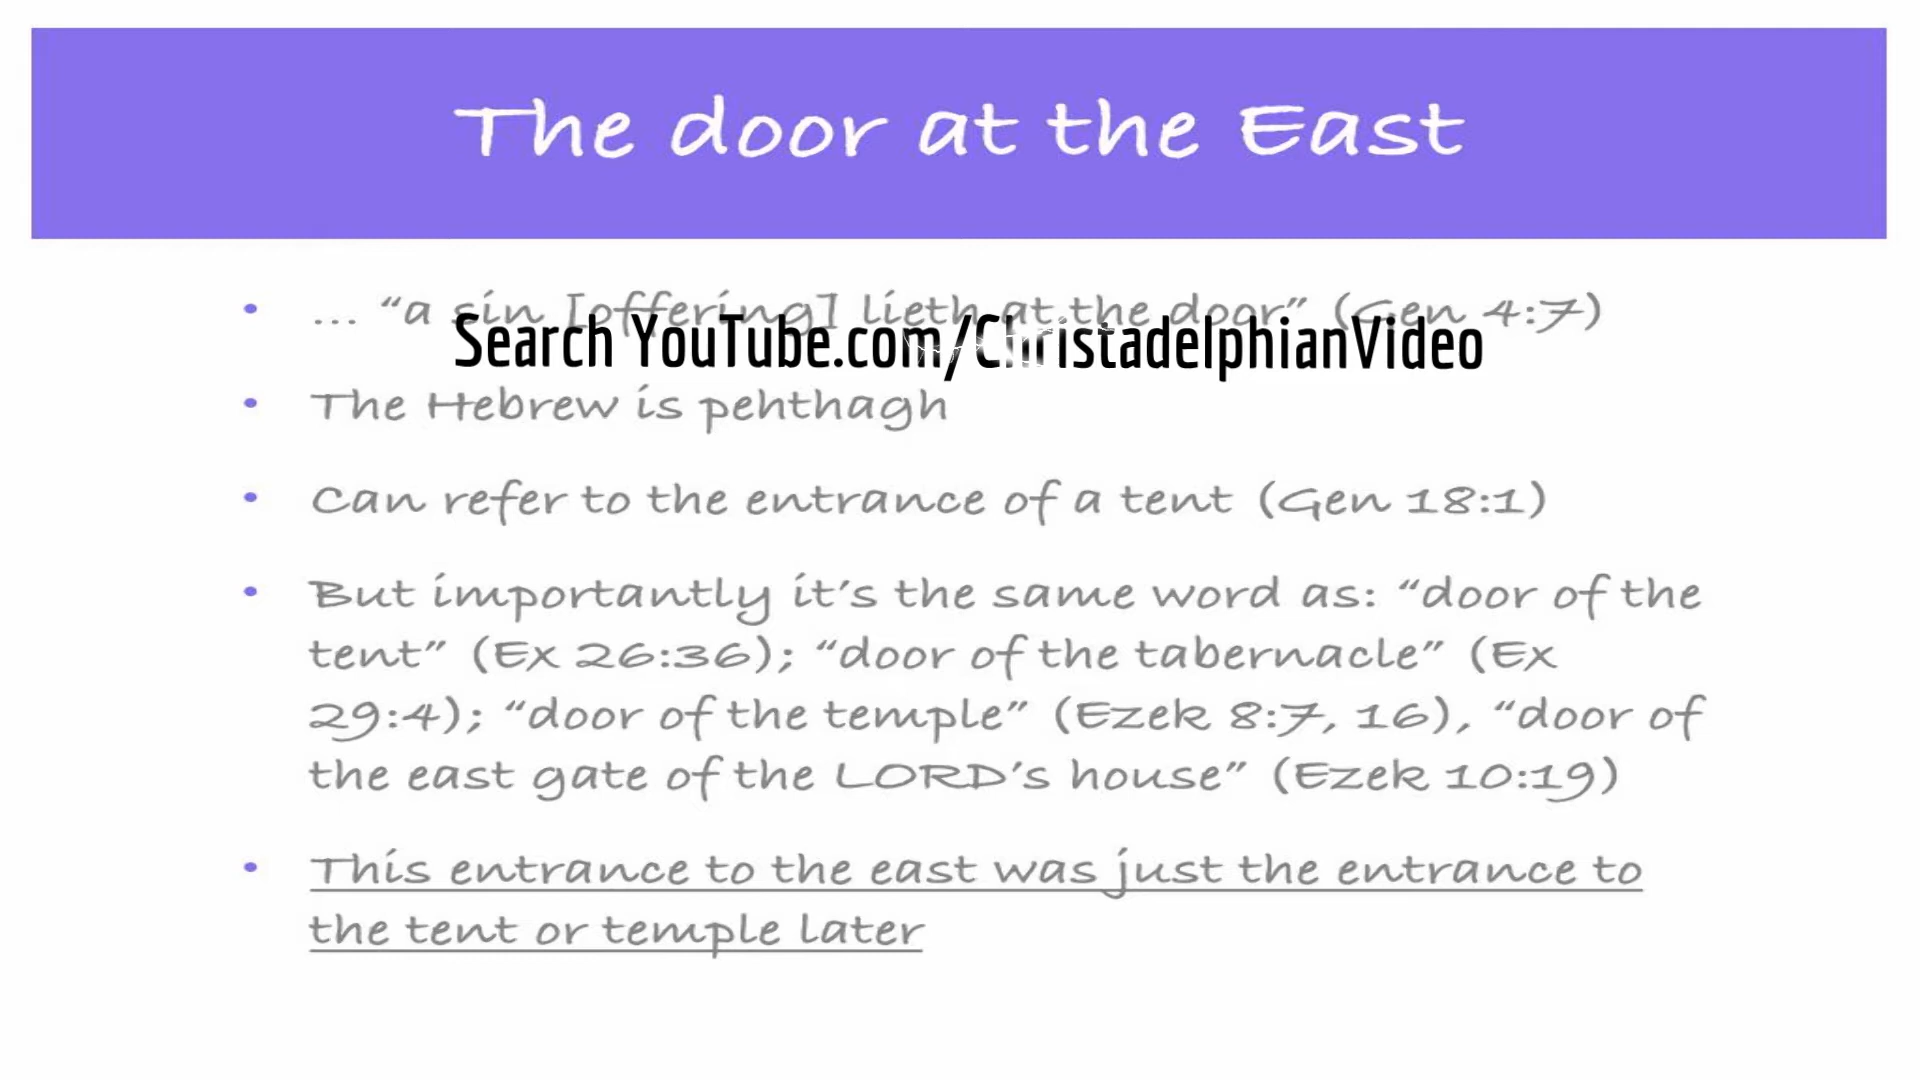 The door at the East
• ... “a sin [offering] lieth at the door” (Gen 4:7)
Search YouTube.com/ChristadelphianVideo
• The Hebrew is pehthagh
• Can refer to the entrance of a tent (Gen 18:1)
• But importantly it’s the same word as: “door of the
tent” (Ex 26:36); “door of the tabernacle” (Ex
29:4); “door of the temple” (Ezek 8:7, 16), “door of
the east gate of the LORD’s house” (Ezek 10:19)
• This entrance to the east was just the entrance to
the tent or temple later